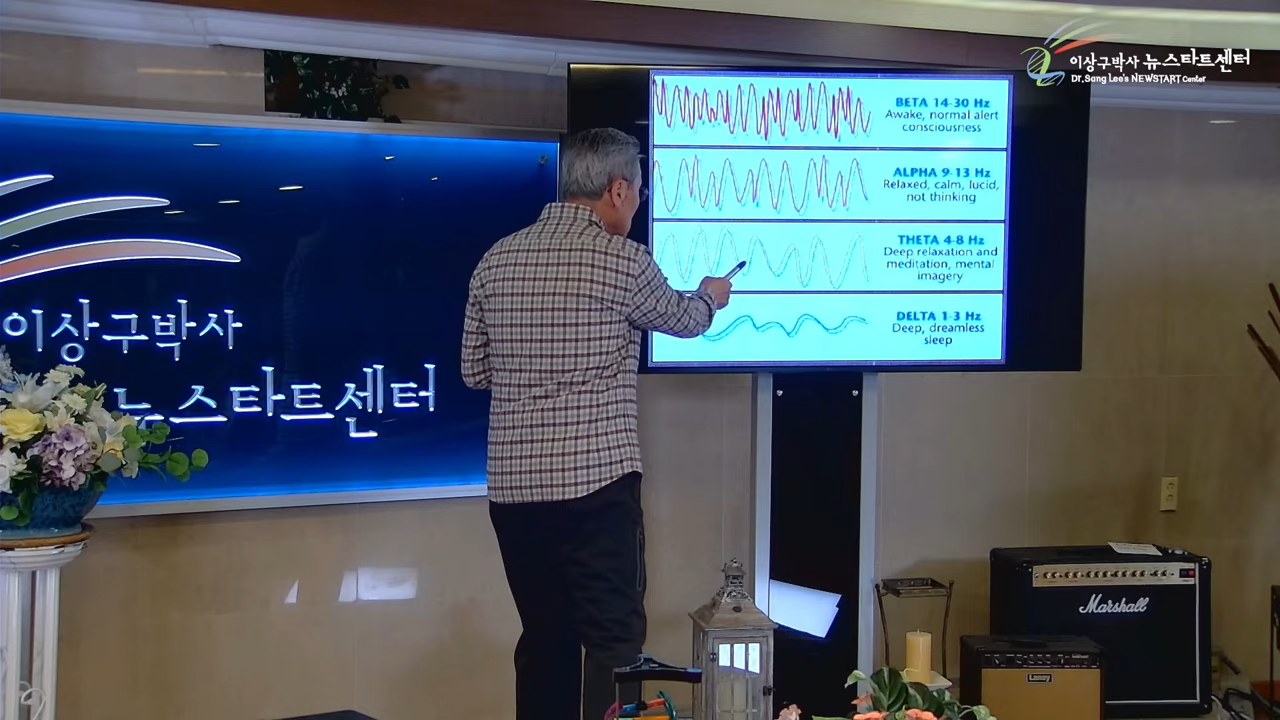 이상구박사 뉴스타트센터
Dr. Sang Lee's NEWSTART Center
BETA 14-30 Hz
Awake, normal alert
consciousness
ALPHA 9-13 Hz
Relaxed, calm, lucid,
not thinking
THETA 4-8 Hz
Deep relaxation and
meditation, mental
imagery
DELTA 1-3 Hz
Deep, dreamless
sleep
이상구박사
뉴스타트센터
Marshall
Laney